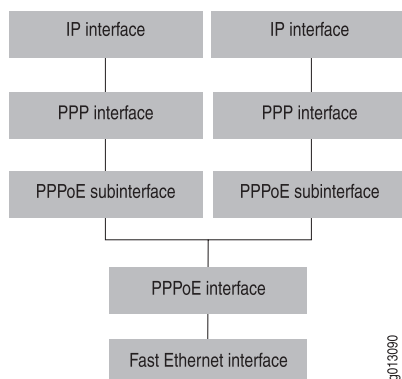 IP interface
IP interface
PPP interface
PPP interface
PPPoE subinterface
PPPoE subinterface
PPPoE interface
Fast Ethernet interface
g013090